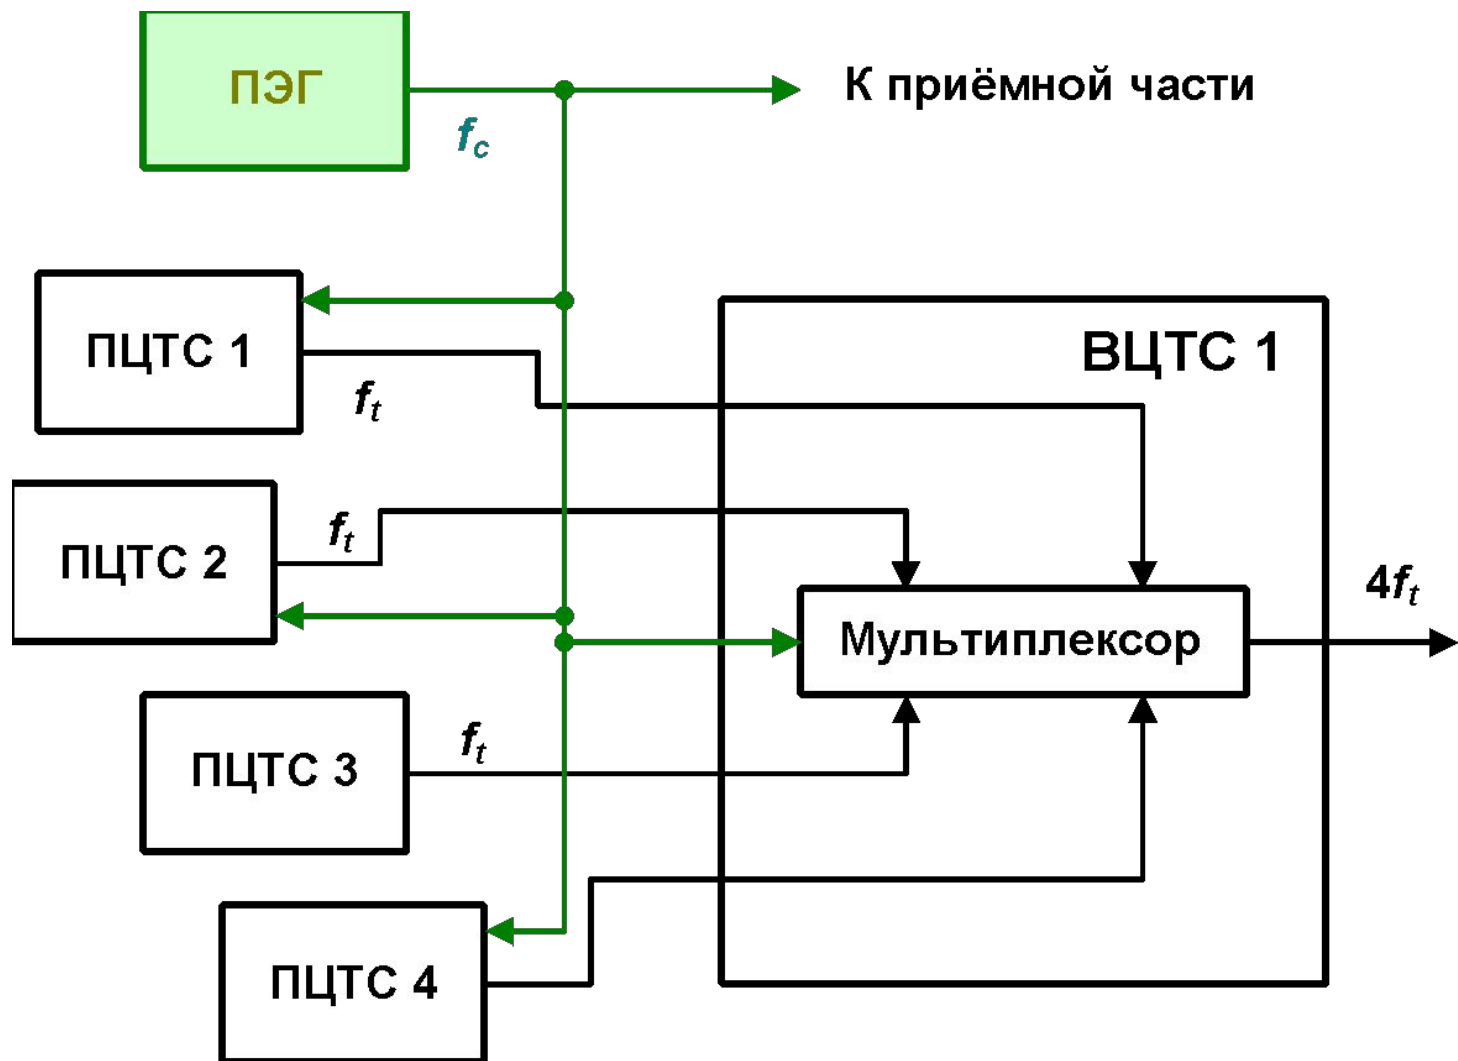 ПЭГ
К приёмной части
fc
ПЦТС 1
ВЦТС 1
ft
ПЦТС 2
ft
4ft
Мультиплексор
ПЦТС 3
ft
ПЦТС 4